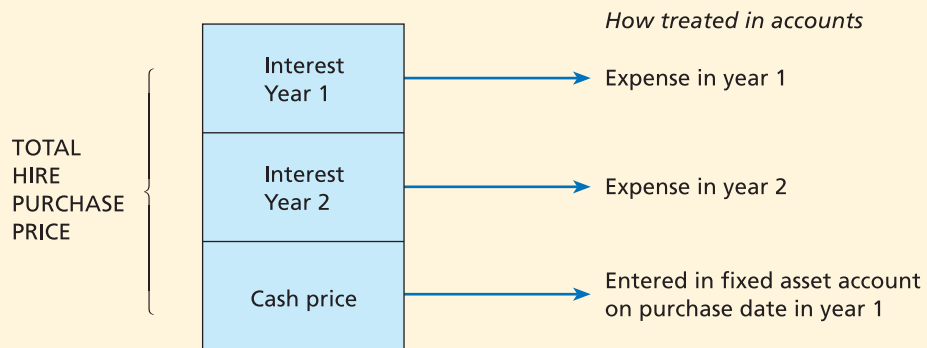 How treated in accounts
Interest
Year 1
Expense in year 1
TOTAL
HIRE
PURCHASE
PRICE
Interest
Year 2
Expense in year 2
Cash price
Entered in fixed asset account
on purchase date in year 1